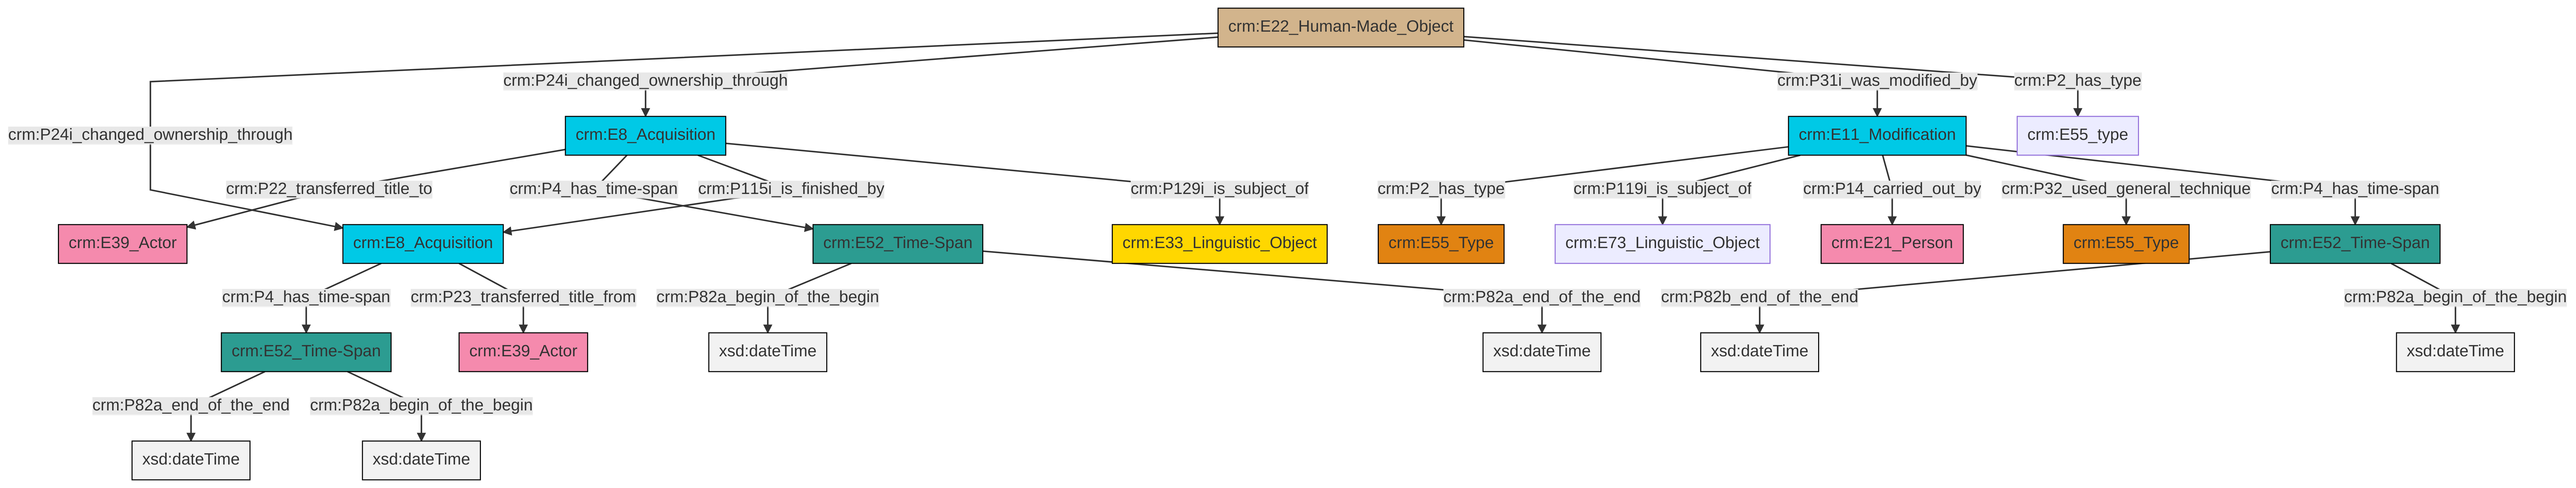 crm:E22_Human-Made_Object
crm:P24i_changed_ownership_through
crm:P31i_was_modified_by
crm:P2_has_type
crm:P24i_changed_ownership_through
crm:E8_Acquisition
crm:E11_Modification
crm:E55_type
crm:P22_transferred_title_to
crm:P4_has_time-span
crm:P115i_is_finished_by
crm:P129i_is_subject_of
crm:P2_has_type
crm:P119i_is_subject_of
crm:P14_carried_out_by
crm:P32_used_general_technique
crm:P4_has_time-span
crm:E39_Actor
crm:E8_Acquisition
crm:E52_Time-Span
crm:E33_Linguistic_Object
crm:E55_Type
crm:E73_Linguistic_Object
crm:E21_Person
crm:E55_Type
crm:E52_Time-Span
crm:P4_has_time-span
crm:P23_transferred_title_from
crm:P82a_begin_of_the_begin
crm:P82a_end_of_the_end
crm:P82b_end_of_the_end
crm:P82a_begin_of_the_begin
crm:E52_Time-Span
crm:E39_Actor
xsd:dateTime
xsd:dateTime
xsd:dateTime
xsd:dateTime
crm:P82a_end_of_the_end
crm:P82a_begin_of_the_begin
xsd:dateTime
xsd:dateTime